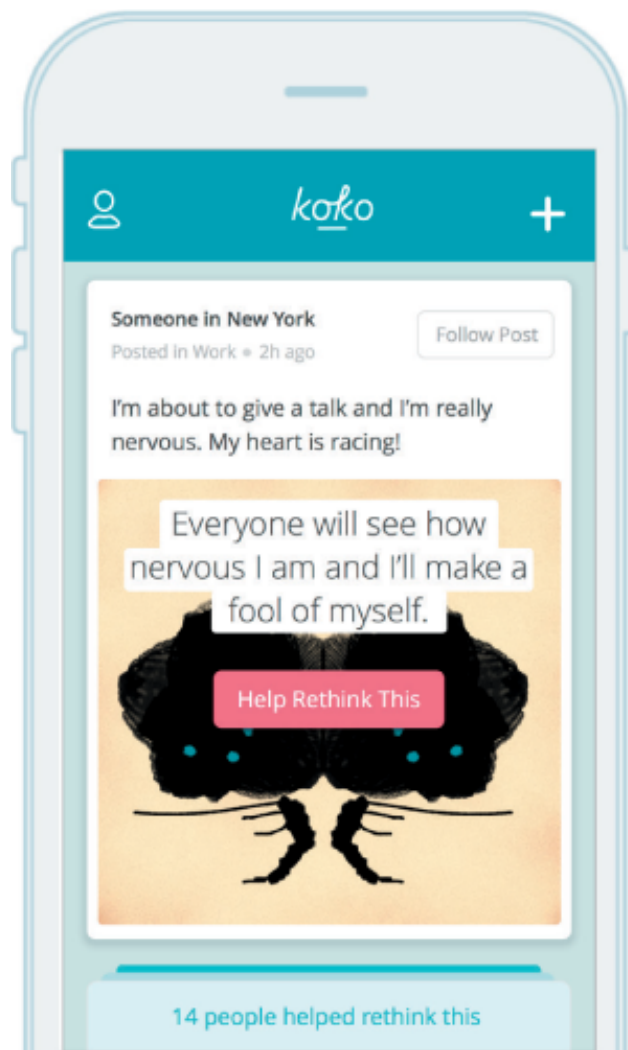 koko
Someone in New York
Follow Post
Posted in Work • 2h ago
I'm about to give a talk and I'm really
nervous. My heart is racing!
Everyone will see how
nervous I am and I'll make a
fool of myself.
Help Rethink This
14 people helped rethink this